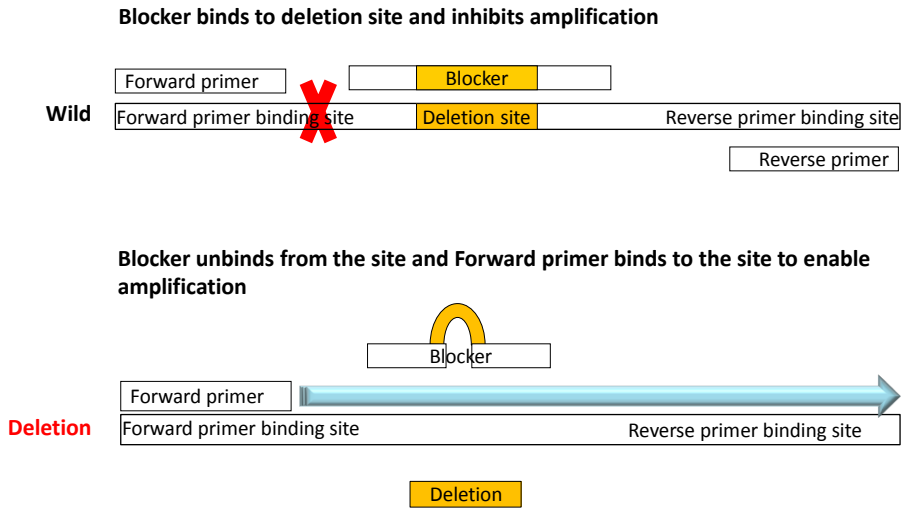 Blocker binds to deletion site and inhibits amplification
Forward primer
Blocker
Wild
Forward primer binding site
Deletion site
Reverse primer binding site
Reverse primer
Blocker unbinds from the site and Forward primer binds to the site to enable
amplification
Blocker
Forward primer
Deletion
Forward primer binding site
Reverse primer binding site
Deletion